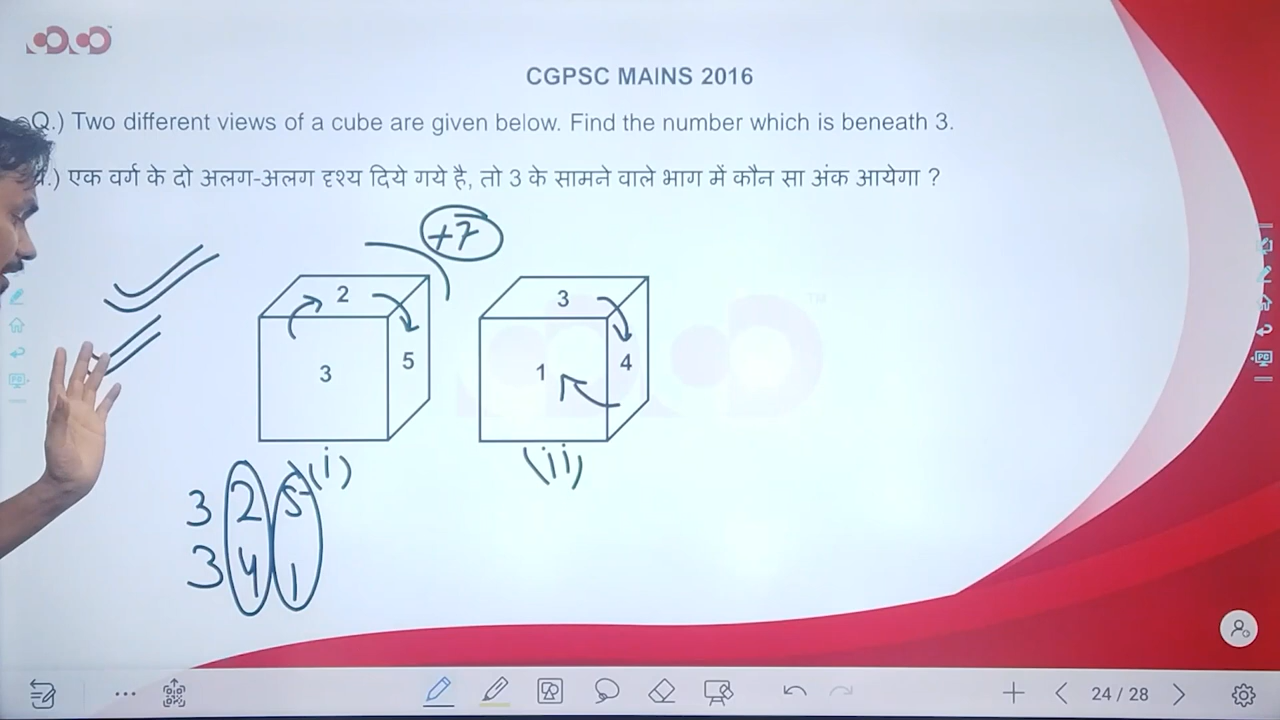 CGPSC MAINS 2016
Q.) Two different views of a cube are given below. Find the number which is beneath 3.
.) एक वर्ग के दो अलग-अलग दृश्य दिये गये है, तो 3 के सामने वाले भाग में कौन सा अंक आयेगा ?
+7
2
3
5
3
1
4
(i)
(ii)
3 2 5
3 4 1
24 / 28